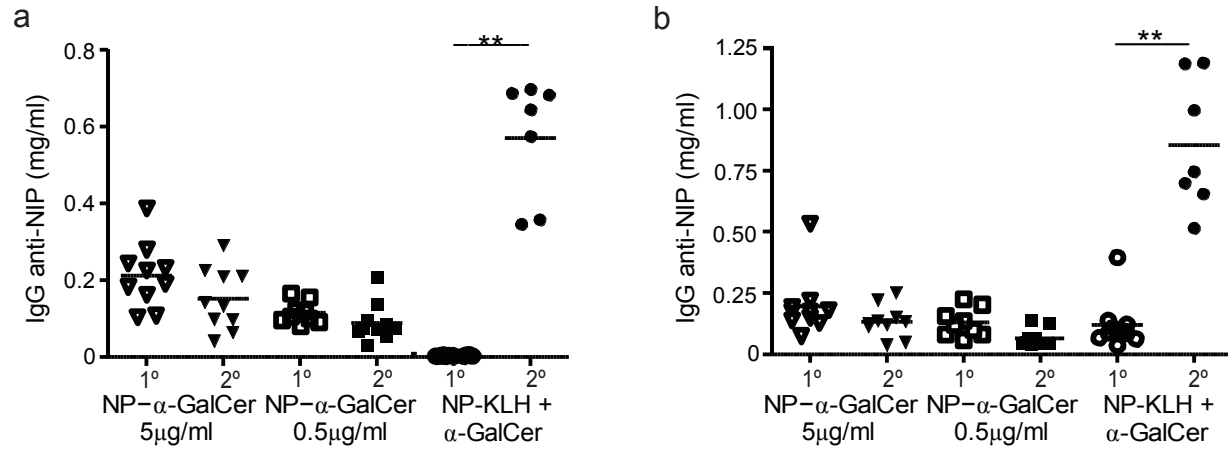 a
IgG anti-NIP (mg/ml)
0.8
0.6
0.4
0.2
0
**
1º 2º 1º 2º 1º 2º
NP−α-GalCer NP−α-GalCer NP-KLH +
5µg/ml 0.5µg/ml α-GalCer
b
IgG anti-NIP (mg/ml)
1.25
1.00
0.75
0.50
0.25
0
**
1º 2º 1º 2º 1º 2º
NP−α-GalCer NP−α-GalCer NP-KLH +
5µg/ml 0.5µg/ml α-GalCer